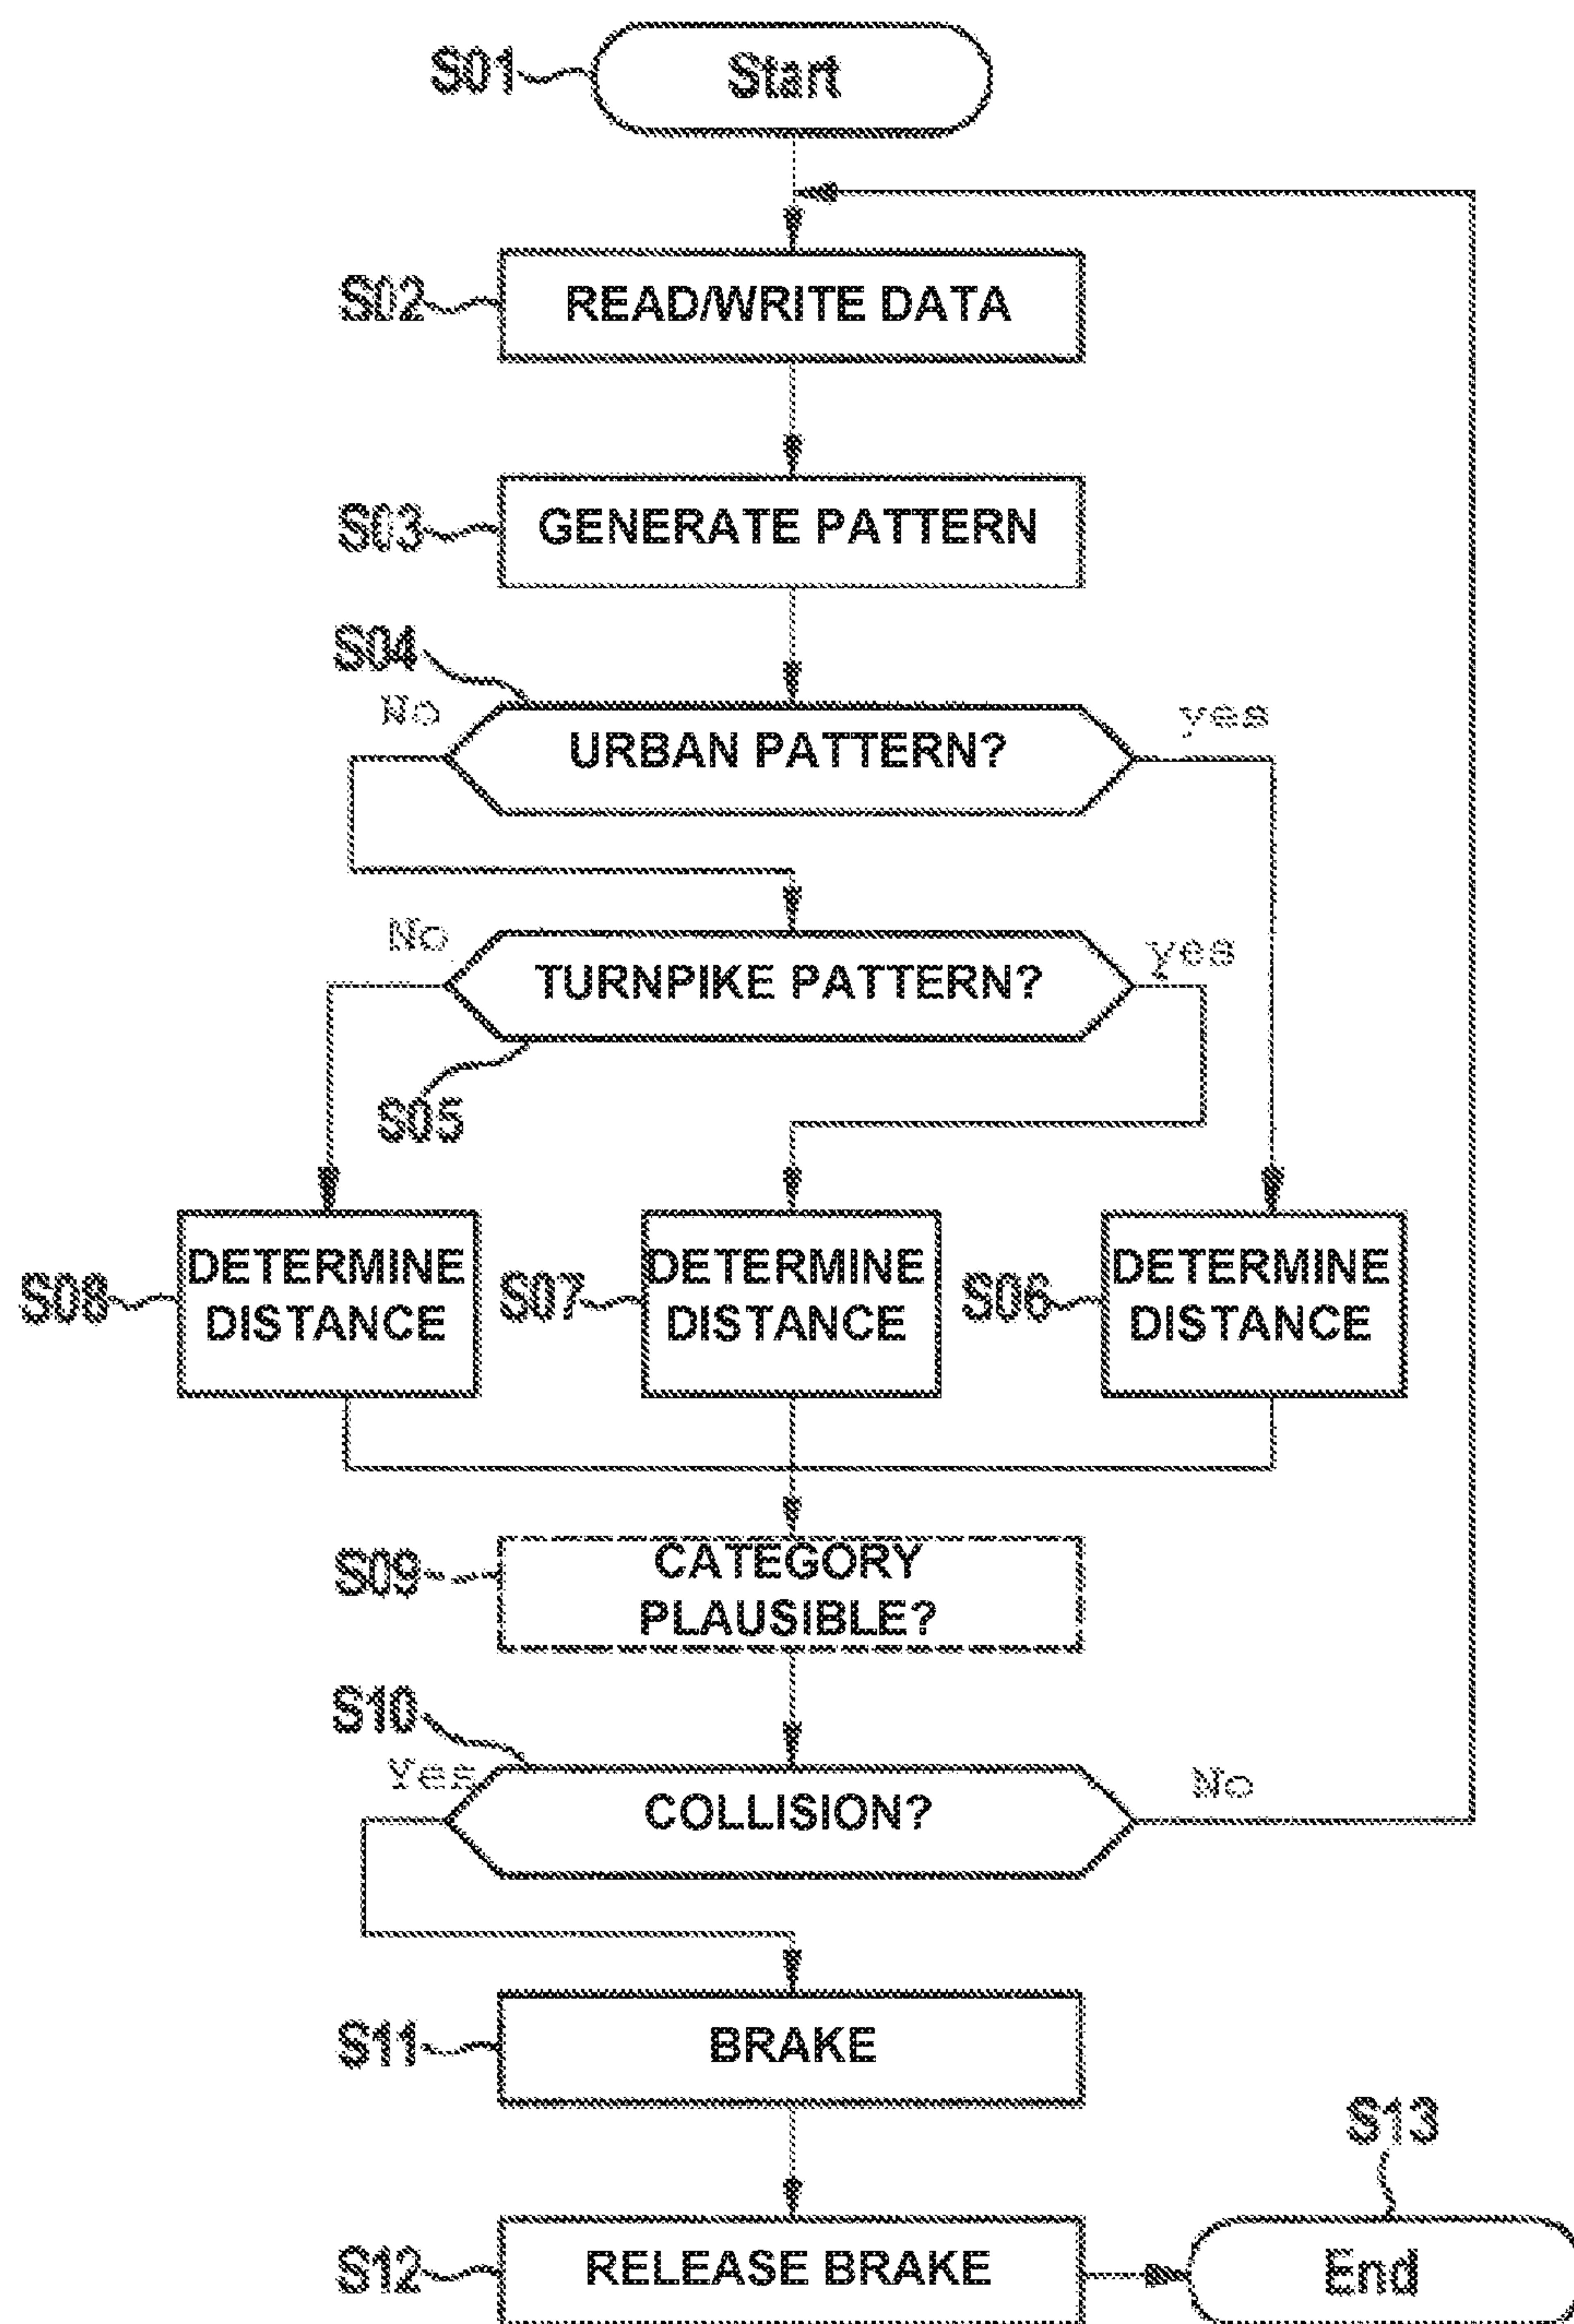 S01
Start
S02
READ/WRITE DATA
S03
GENERATE PATTERN
S04
No
yes
URBAN PATTERN?
No
yes
TURNPIKE PATTERN?
S05
S08
DETERMINE
DISTANCE
S07
DETERMINE
DISTANCE
S06
DETERMINE
DISTANCE
S09
CATEGORY
PLAUSIBLE?
S10
Yes
No
COLLISION?
S11
BRAKE
S13
S12
RELEASE BRAKE
End